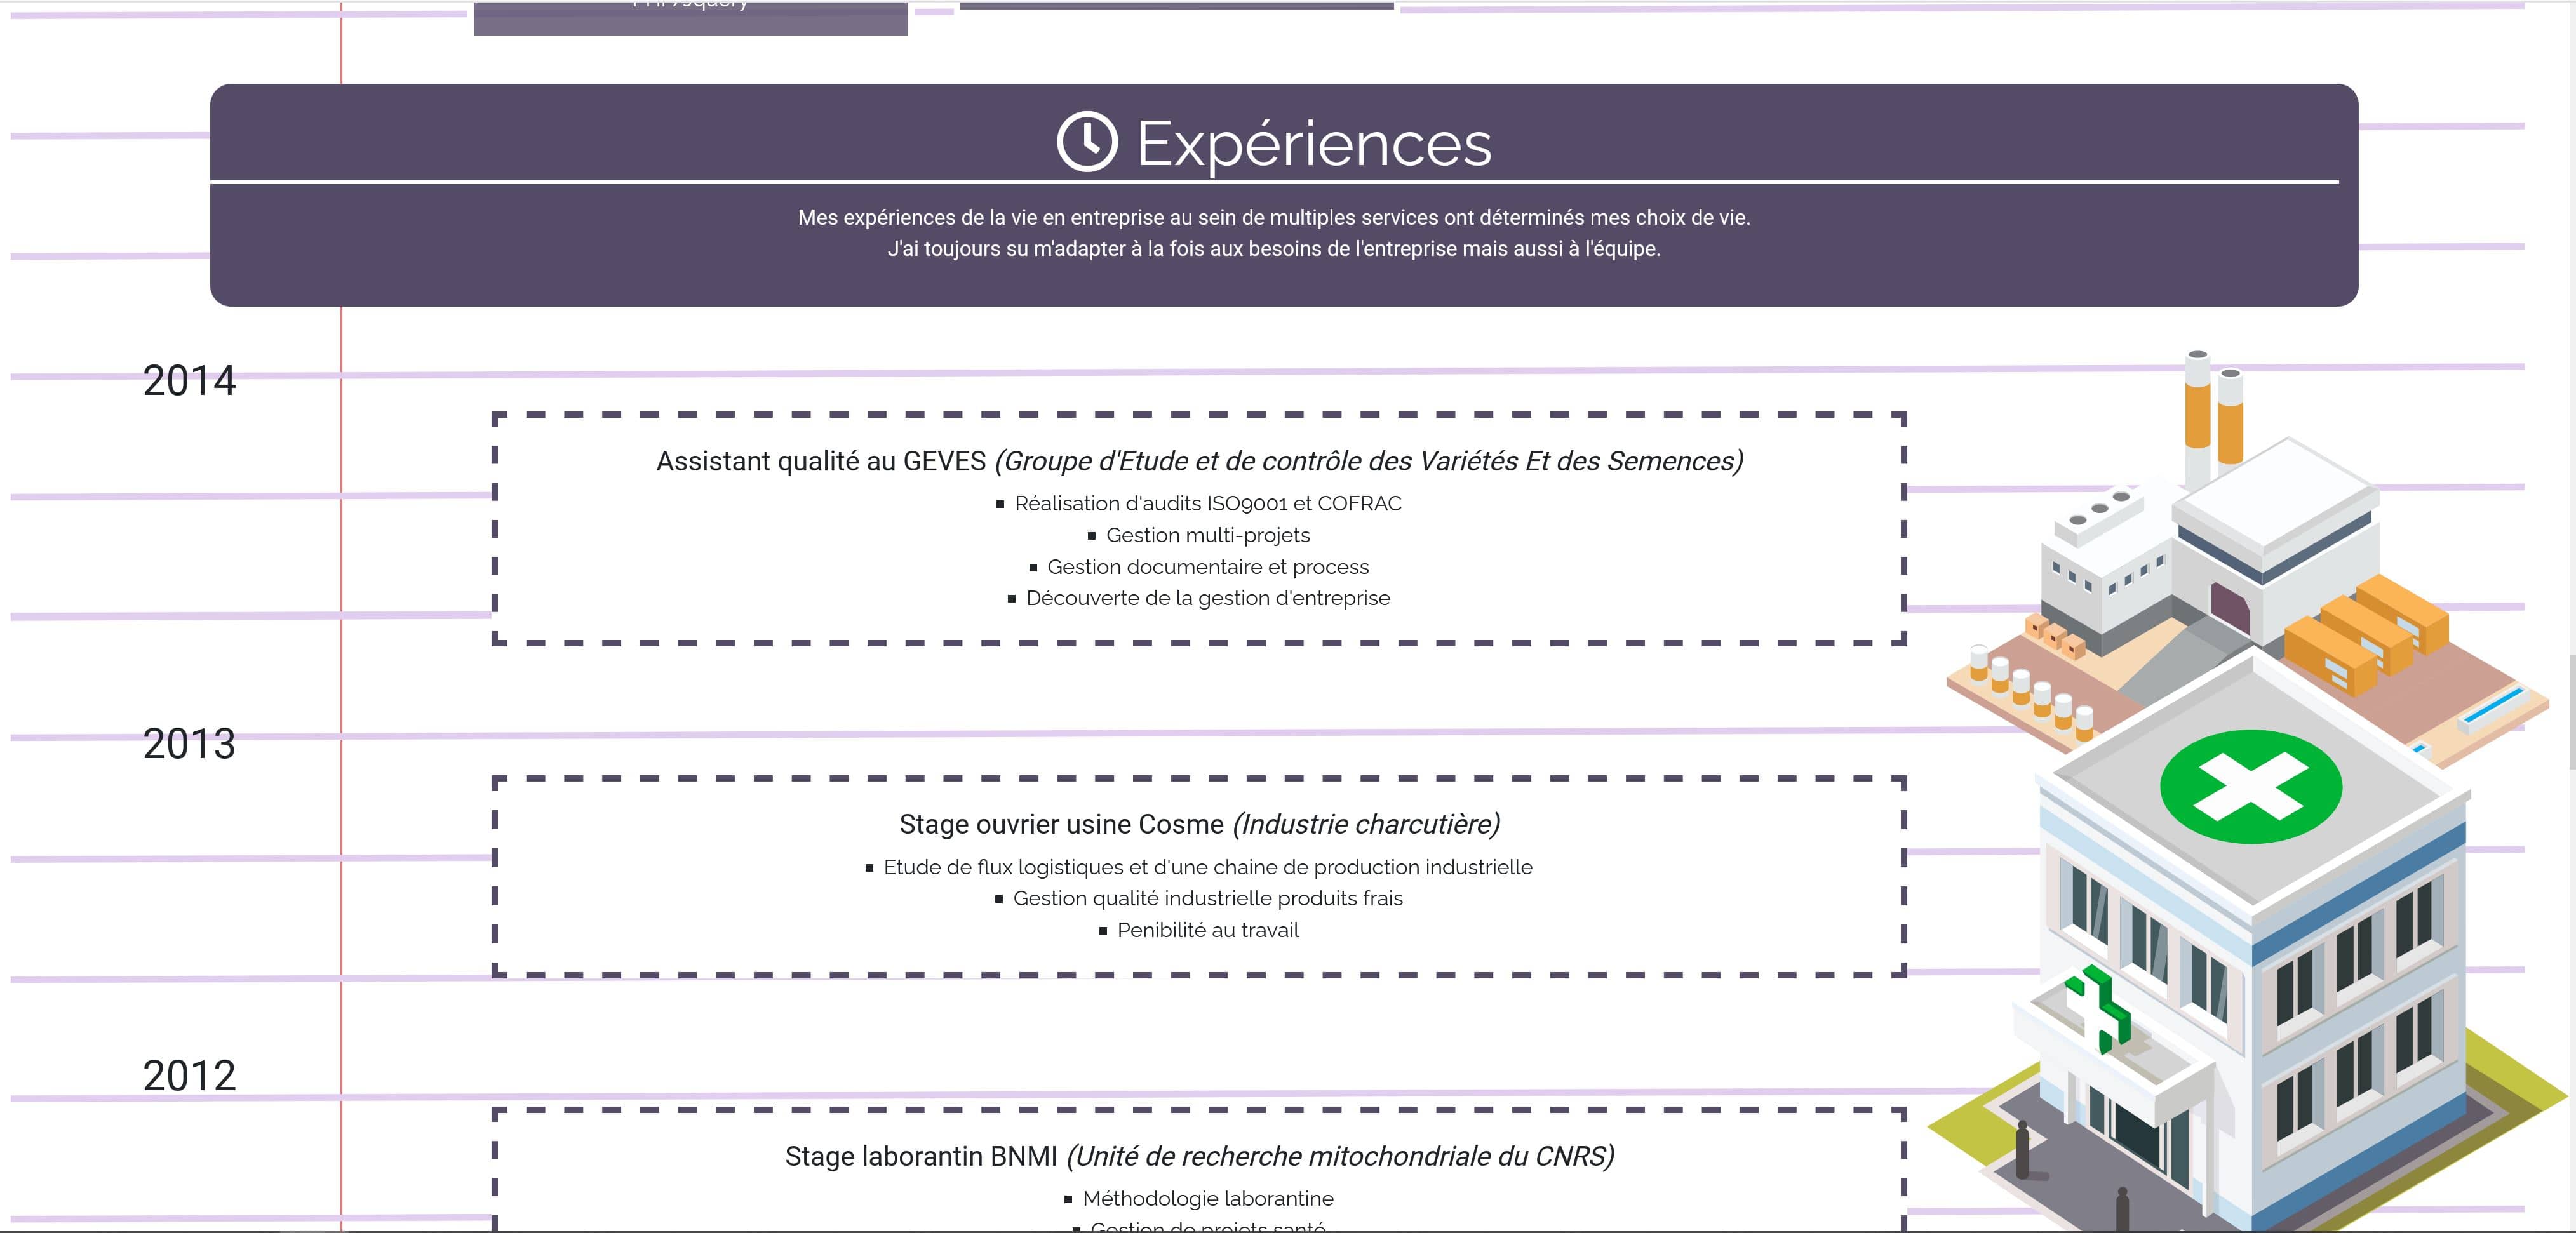 Expériences
Mes expériences de la vie en entreprise au sein de multiples services ont déterminés mes choix de vie.
J'ai toujours su m'adapter à la fois aux besoins de l'entreprise mais aussi à l'équipe.
2014
Assistant qualité au GEVES (Groupe d'Etude et de contrôle des Variétés Et des Semences)
Réalisation d'audits ISO9001 et COFRAC
Gestion multi-projets
Gestion documentaire et process
Découverte de la gestion d'entreprise
2013
Stage ouvrier usine Cosme (Industrie charcutière)
Etude de flux logistiques et d'une chaine de production industrielle
Gestion qualité industrielle produits frais
Penibilité au travail
2012
Stage laborantin BNMI (Unité de recherche mitochondriale du CNRS)
Méthodologie laborantine
Gestion de projets santé